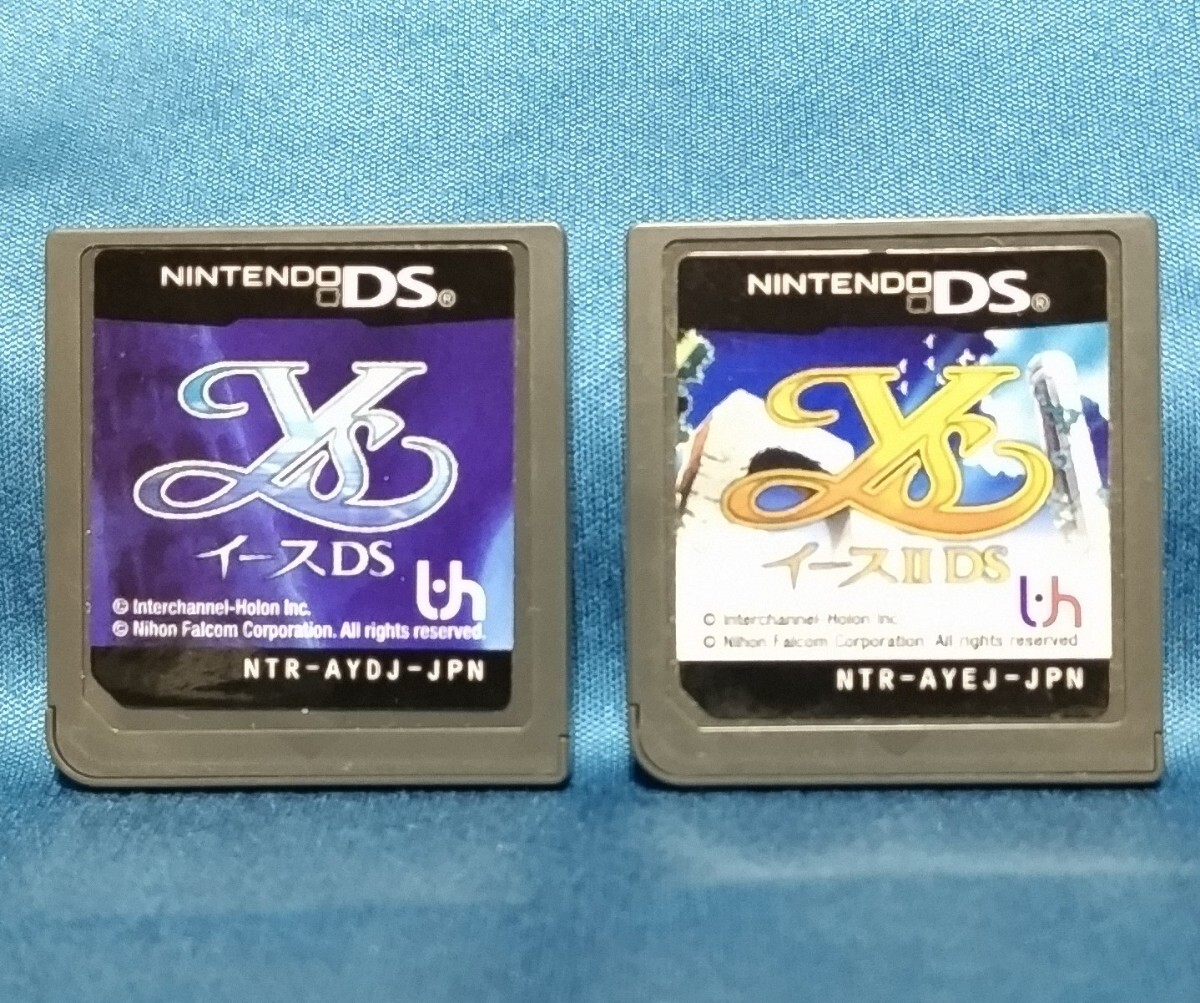 NINTENDO DS®
Ys
イースDS
© Interchannel-Holon Inc.
© Nihon Falcom Corporation. All rights reserved.
NTR-AYDJ-JPN
NINTENDO DS®
Ys
イースII DS
© Interchannel-Holon Inc.
© Nihon Falcom Corporation. All rights reserved
NTR-AYEJ-JPN